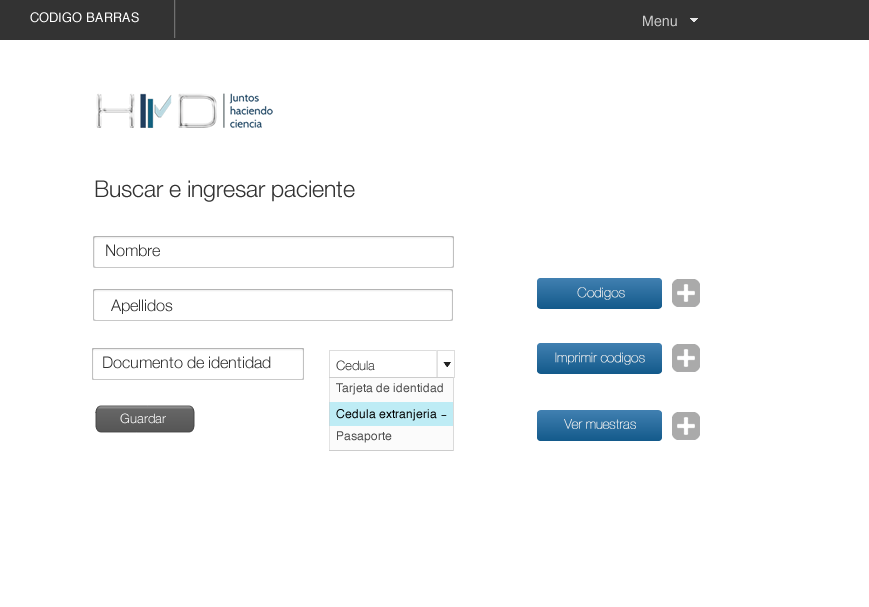 CODIGO BARRAS
Menu
HMD
Juntos
haciendo
ciencia
Buscar e ingresar paciente
Nombre
Apellidos
Codigos
Documento de identidad
Cedula
Imprimir codigos
Tarjeta de identidad
Cedula extranjeria –
Pasaporte
Guardar
Ver muestras